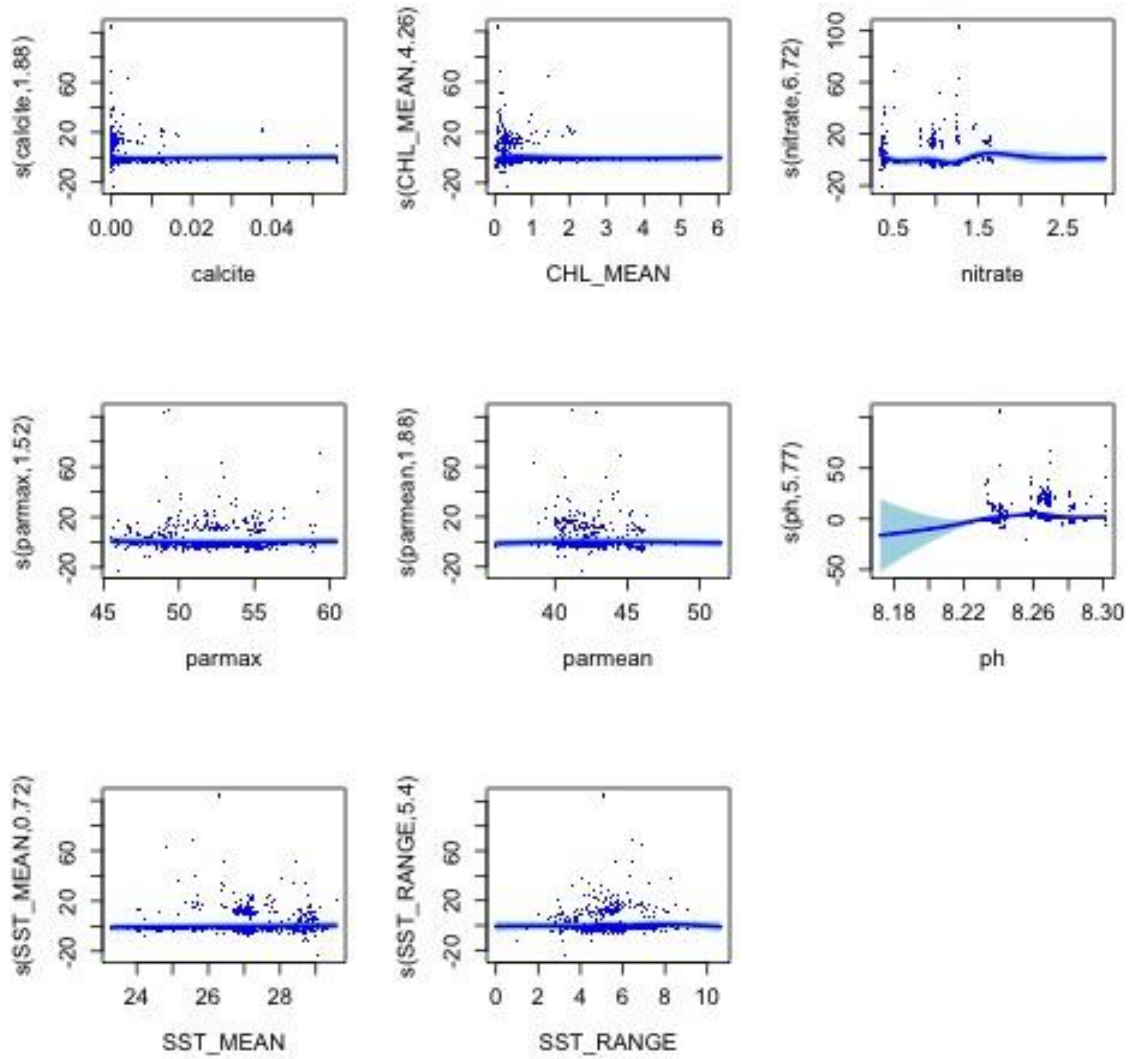 s(calcite,1.88)
60
20
-20
0.00 0.02 0.04
calcite
s(CHL_MEAN,4.26)
60
20
-20
0 1 2 3 4 5 6
CHL_MEAN
s(nitrate,6.72)
100
60
20
-20
0.5 1.5 2.5
nitrate
s(parmax,1.52)
60
20
-20
45 50 55 60
parmax
s(parmean,1.88)
60
20
-20
40 45 50
parmean
s(ph,5.77)
50
0
-50
8.18 8.22 8.26 8.30
ph
s(SST_MEAN,0.72)
60
20
-20
24 26 28
SST_MEAN
s(SST_RANGE,5.4)
60
20
-20
0 2 4 6 8 10
SST_RANGE